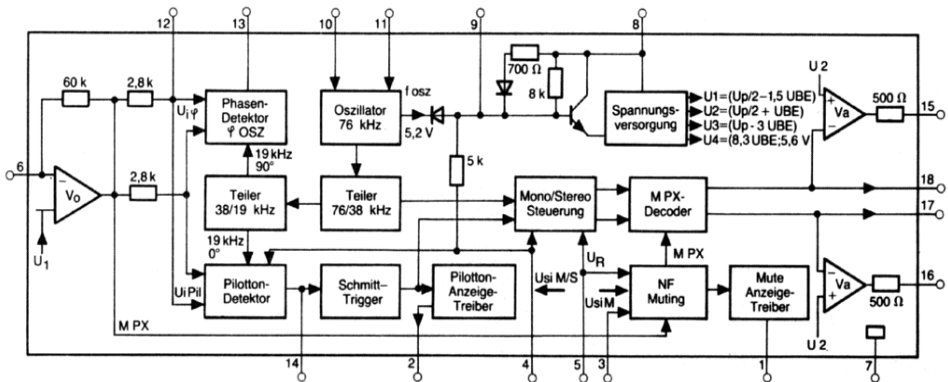 12
13
10
11
9
8
60 k
2,8 k
Ui φ
Phasen-
Detektor
φ OSZ
Oszillator
76 kHz
f osz
5,2 V
700 Ω
8 k
Spannungs-
versorgung
U1=(Up/2–1,5 UBE)
U2=(Up/2 + UBE)
U3=(Up - 3 UBE)
U4=(8,3 UBE;5,6 V
U 2
+
–
Va
500 Ω
15
6
–
Vo
U1
2,8 k
19 kHz
90°
Teiler
38/19 kHz
Teiler
76/38 kHz
5 k
Mono/Stereo
Steuerung
M PX-
Decoder
18
17
19 kHz
0°
UiPil
Pilotton-
Detektor
Schmitt-
Trigger
Pilotton-
Anzeige-
Treiber
Usi M/S
UR
Usi M
M PX
NF
Muting
Mute
Anzeige-
Treiber
–
+
Va
500 Ω
16
U 2
M PX
14
2
4
5
3
1
7